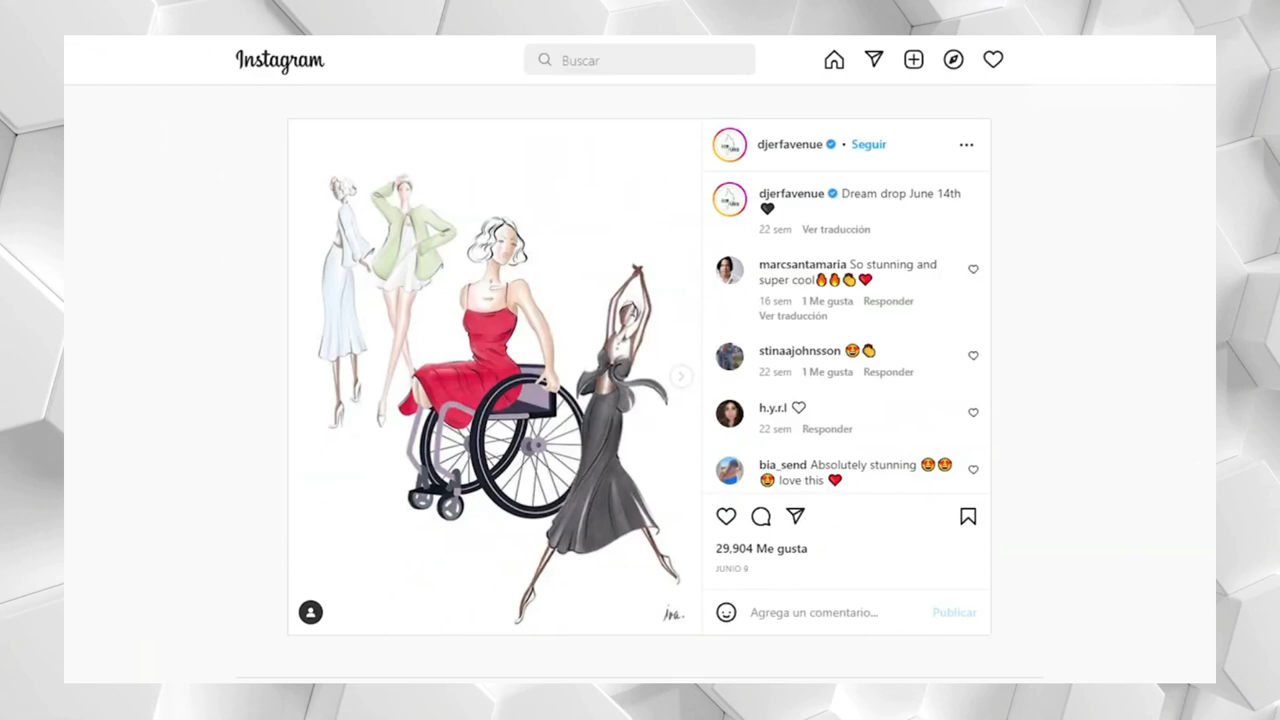 Instagram
Buscar
djerfavenue • Seguir
djerfavenue Dream drop June 14th
🖤
22 sem Ver traducción
marcsantamaria So stunning and
super cool🔥🔥👏❤️
16 sem 1 Me gusta Responder
Ver traducción
stinaajohnsson 😍👏
22 sem 1 Me gusta Responder
h.y.r.l ♡
22 sem Responder
bia_send Absolutely stunning 😍😍
😍 love this ❤️
29,904 Me gusta
JUNIO 9
Agrega un comentario... Publicar
ira.